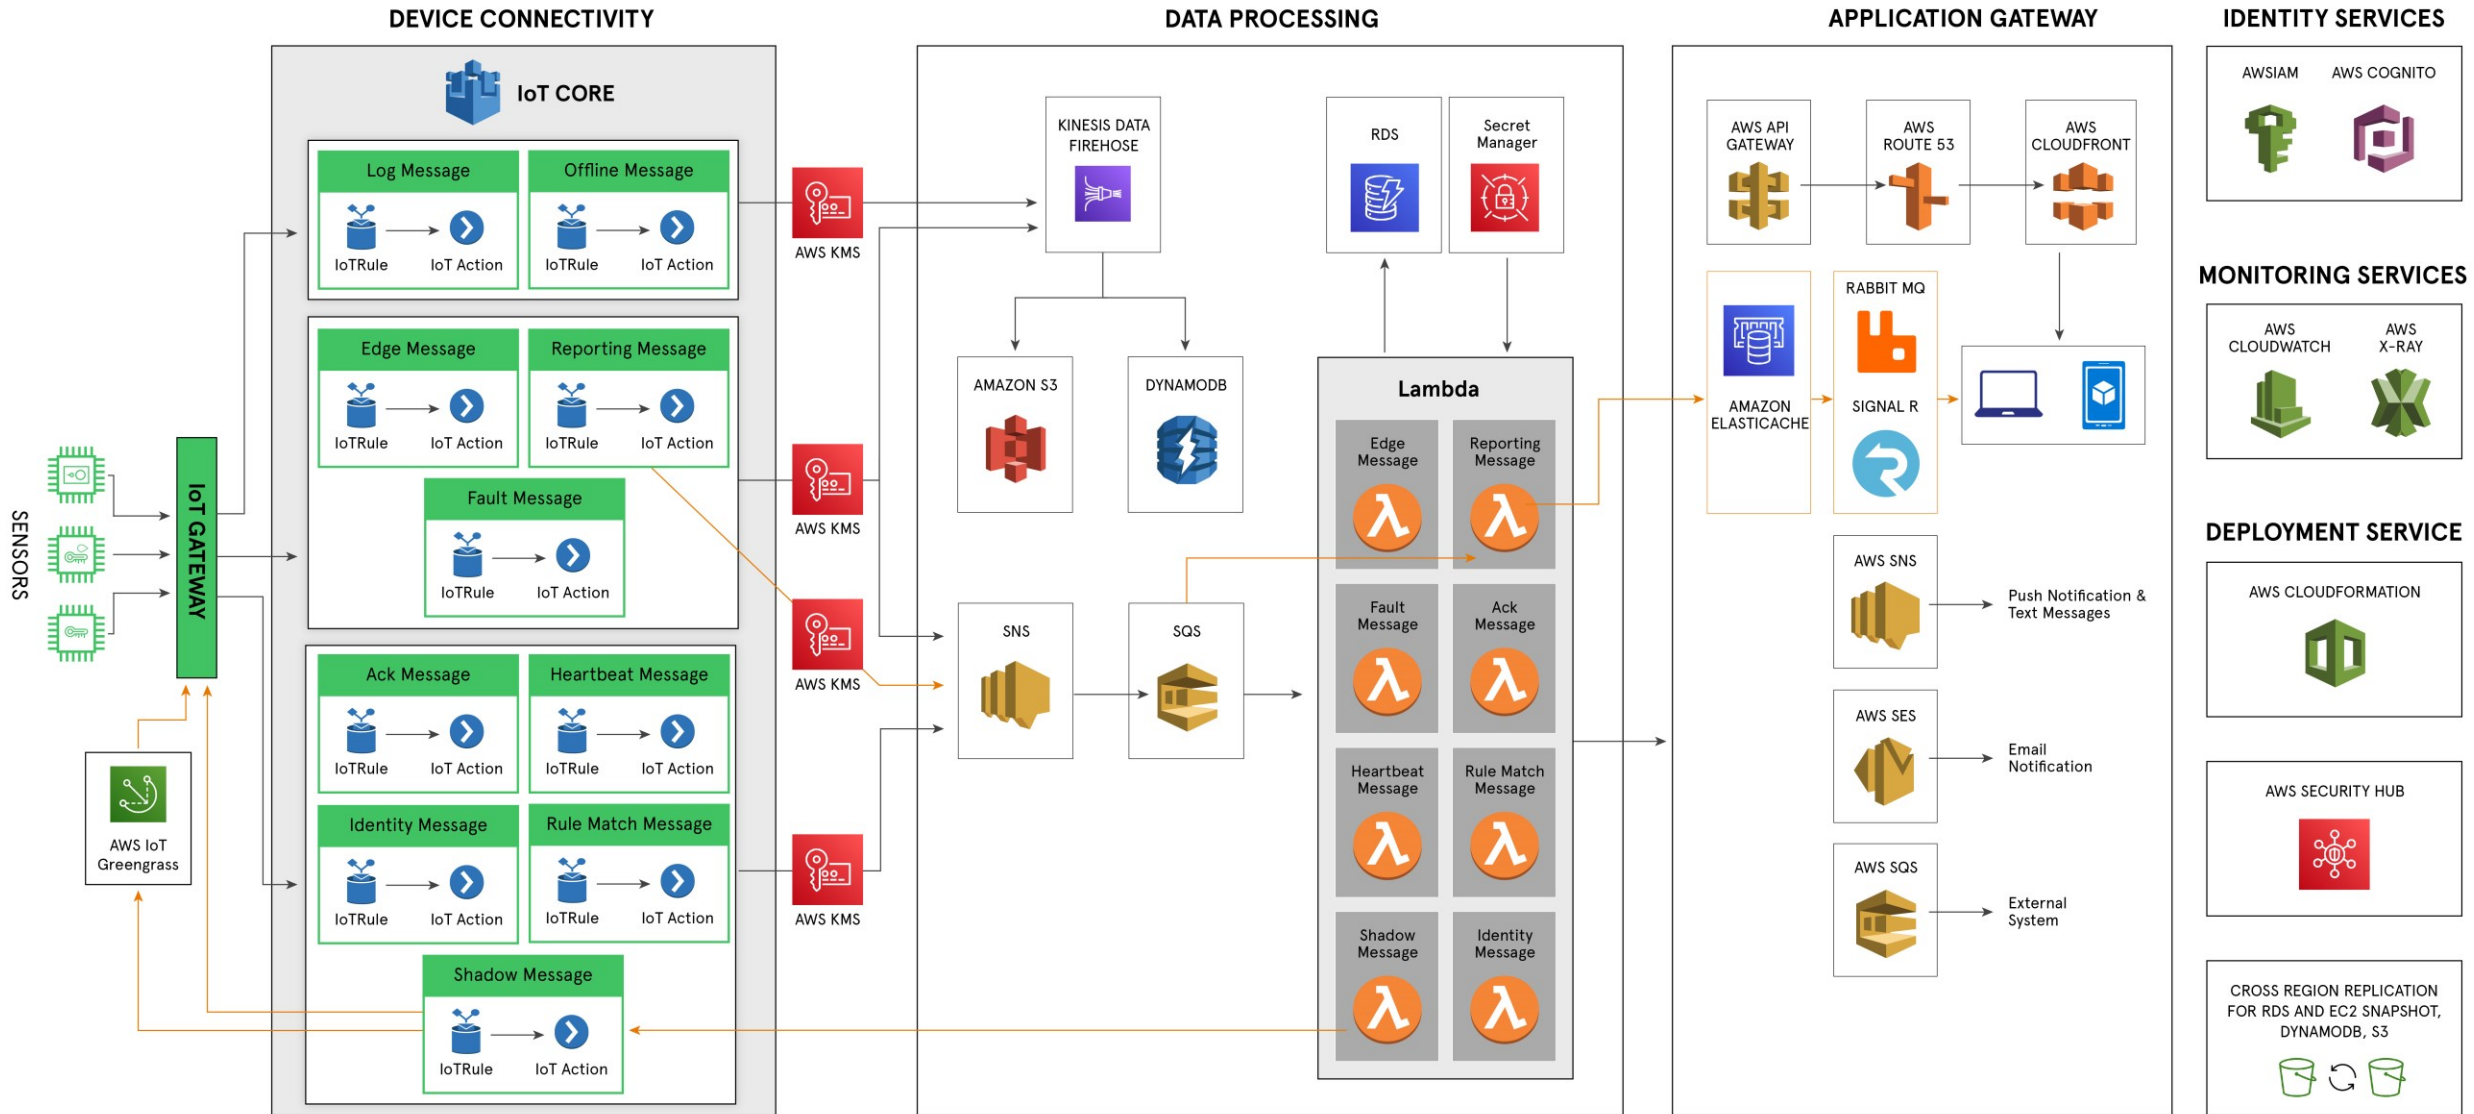 DEVICE CONNECTIVITY
DATA PROCESSING
APPLICATION GATEWAY
IDENTITY SERVICES
SENSORS
IoT GATEWAY
AWS IoT
Greengrass
IoT CORE
Log Message
IoTRule
IoT Action
Offline Message
IoTRule
IoT Action
Edge Message
IoTRule
IoT Action
Reporting Message
IoTRule
IoT Action
Fault Message
IoTRule
IoT Action
Ack Message
IoTRule
IoT Action
Heartbeat Message
IoTRule
IoT Action
Identity Message
IoTRule
IoT Action
Rule Match Message
IoTRule
IoT Action
Shadow Message
IoTRule
IoT Action
AWS KMS
AWS KMS
AWS KMS
AWS KMS
KINESIS DATA
FIREHOSE
AMAZON S3
DYNAMODB
SNS
SQS
RDS
Secret
Manager
Lambda
Edge
Message
Reporting
Message
Fault
Message
Ack
Message
Heartbeat
Message
Rule Match
Message
Shadow
Message
Identity
Message
AWS API
GATEWAY
AWS
ROUTE 53
AWS
CLOUDFRONT
AMAZON
ELASTICACHE
RABBIT MQ
SIGNAL R
AWS SNS
Push Notification &
Text Messages
AWS SES
Email
Notification
AWS SQS
External
System
AWSIAM
AWS COGNITO
MONITORING SERVICES
AWS
CLOUDWATCH
AWS
X-RAY
DEPLOYMENT SERVICE
AWS CLOUDFORMATION
AWS SECURITY HUB
CROSS REGION REPLICATION
FOR RDS AND EC2 SNAPSHOT,
DYNAMODB, S3